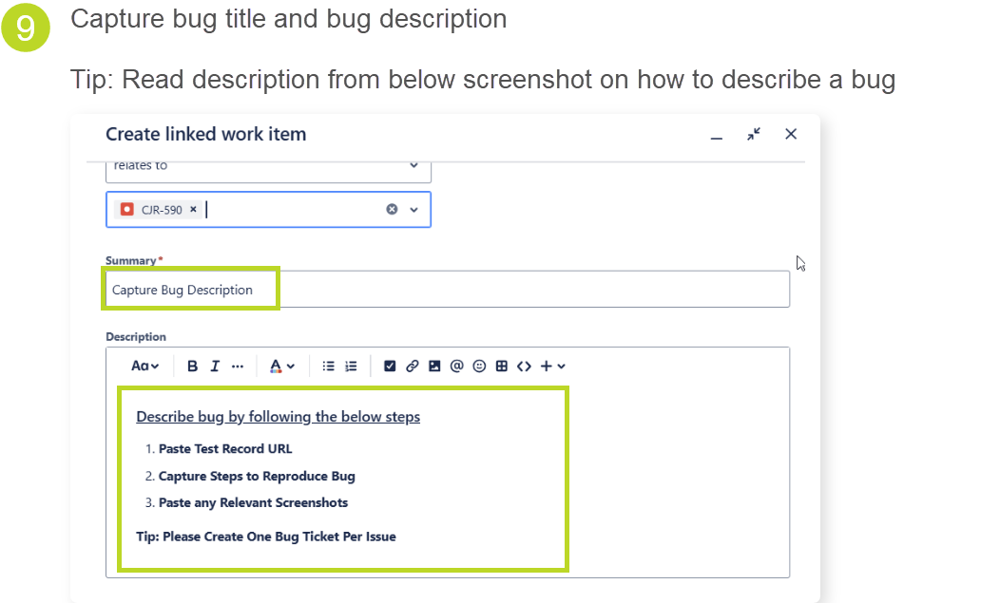 9
Capture bug title and bug description
Tip: Read description from below screenshot on how to describe a bug
Create linked work item
relates to
CJR-590 ×
Summary*
Capture Bug Description
Description
Aa B I ... A @ <> +
Describe bug by following the below steps
1. Paste Test Record URL
2. Capture Steps to Reproduce Bug
3. Paste any Relevant Screenshots
Tip: Please Create One Bug Ticket Per Issue